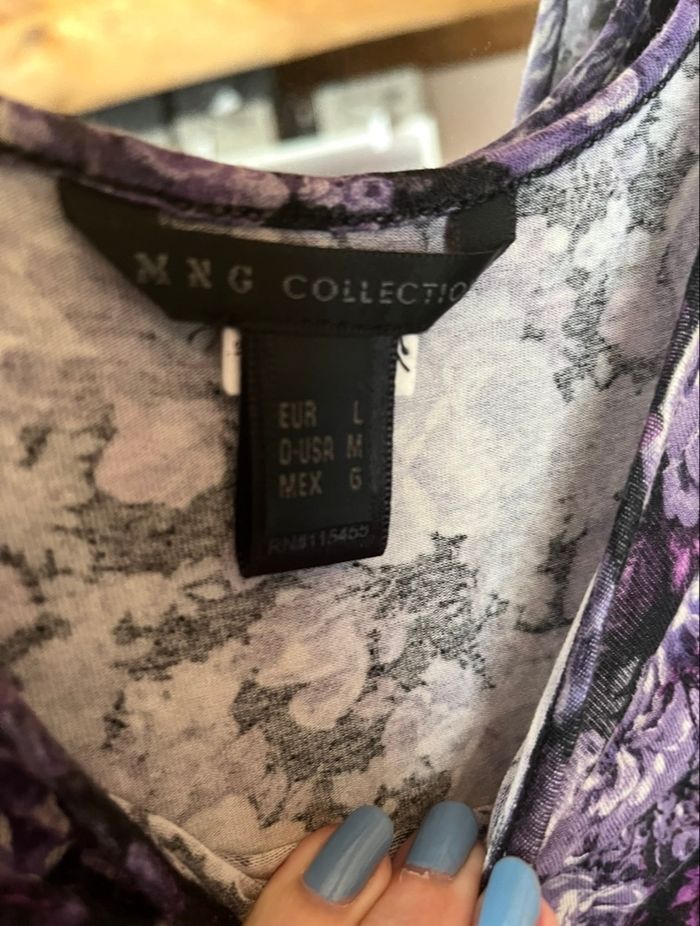 MNG COLLECTIO
EUR L
O-USA M
MEX G
RN#115455